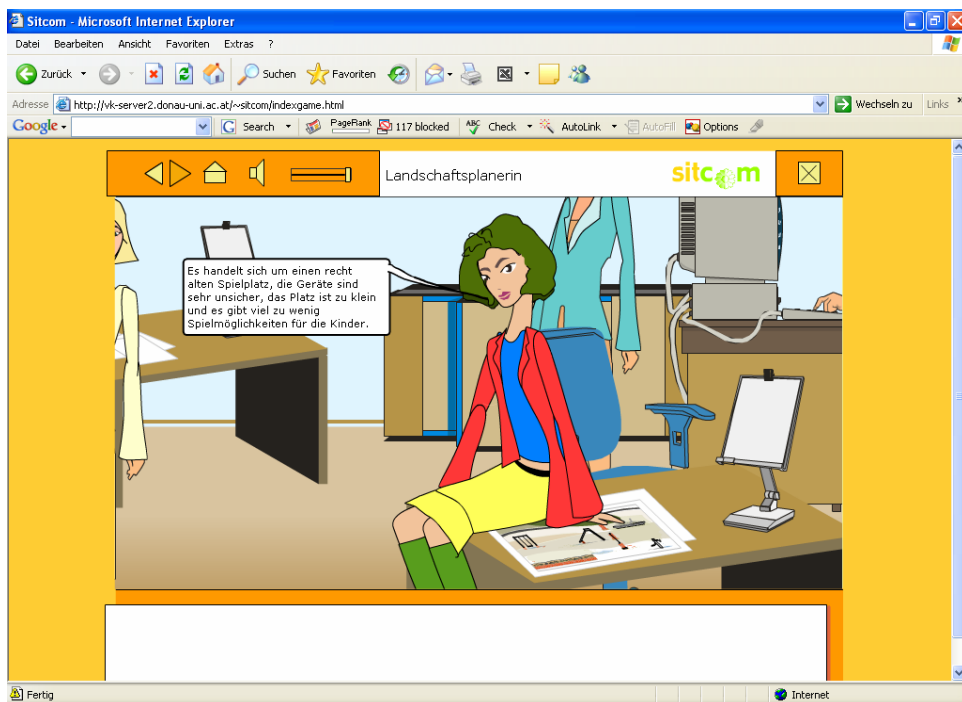 Sitcom - Microsoft Internet Explorer
Datei Bearbeiten Ansicht Favoriten Extras ?
Zurück Suchen Favoriten
Adresse http://vk-server2.donau-uni.ac.at/~sitcom/indexgame.html Wechseln zu Links »
Google Search PageRank 117 blocked ABC Check AutoLink AutoFill Options
Landschaftsplanerin sitcom
Es handelt sich um einen recht
alten Spielplatz, die Geräte sind
sehr unsicher, das Platz ist zu klein
und es gibt viel zu wenig
Spielmöglichkeiten für die Kinder.
Fertig Internet